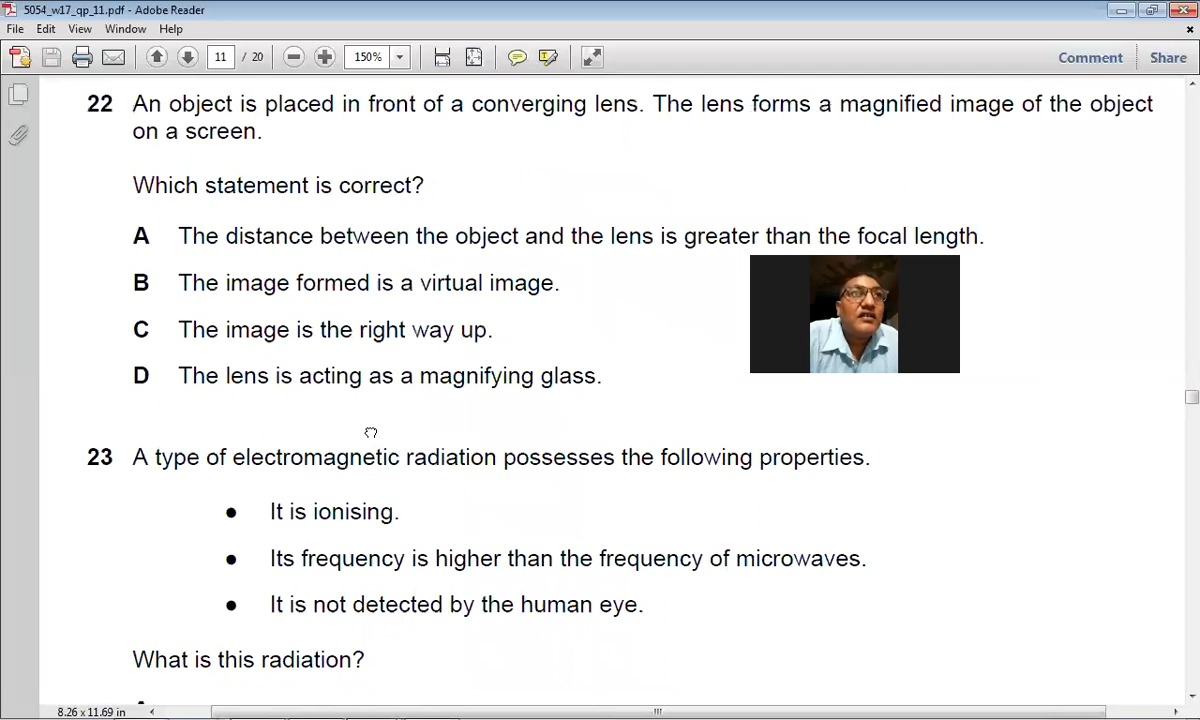 5054_w17_qp_11.pdf - Adobe Reader
File Edit View Window Help
11 / 20 150% Comment Share
22 An object is placed in front of a converging lens. The lens forms a magnified image of the object
on a screen.
Which statement is correct?
A The distance between the object and the lens is greater than the focal length.
B The image formed is a virtual image.
C The image is the right way up.
D The lens is acting as a magnifying glass.
23 A type of electromagnetic radiation possesses the following properties.
● It is ionising.
● Its frequency is higher than the frequency of microwaves.
● It is not detected by the human eye.
What is this radiation?
8.26 x 11.69 in